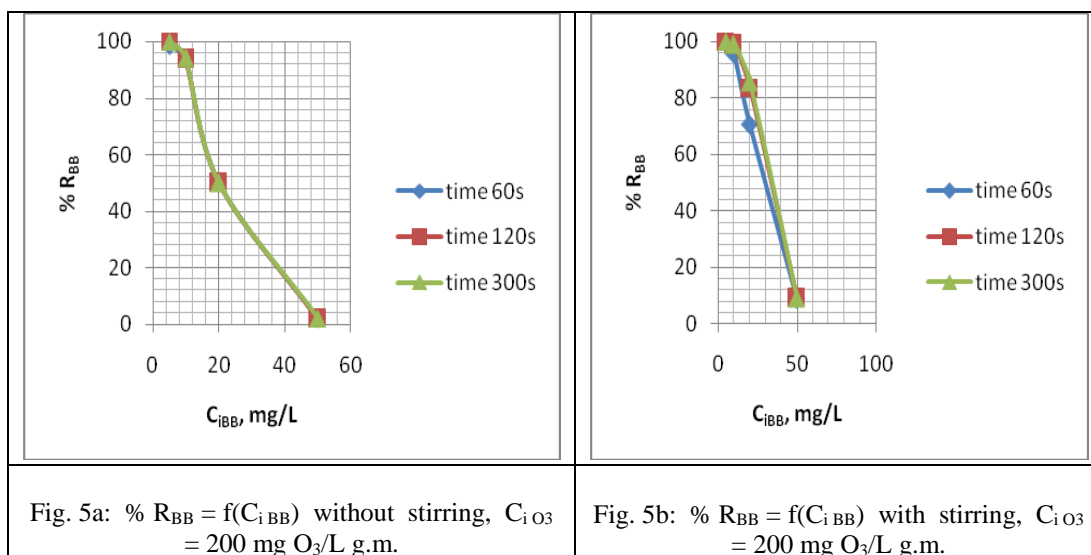 100
80
60
40
20
0
% RBB
0 20 40 60
CiBB, mg/L
time 60s
time 120s
time 300s
Fig. 5a: % RBB = f(Ci BB) without stirring, Ci O3
= 200 mg O3/L g.m.
100
80
60
40
20
0
% RBB
0 50 100
CiBB, mg/L
time 60s
time 120s
time 300s
Fig. 5b: % RBB = f(Ci BB) with stirring, Ci O3
= 200 mg O3/L g.m.